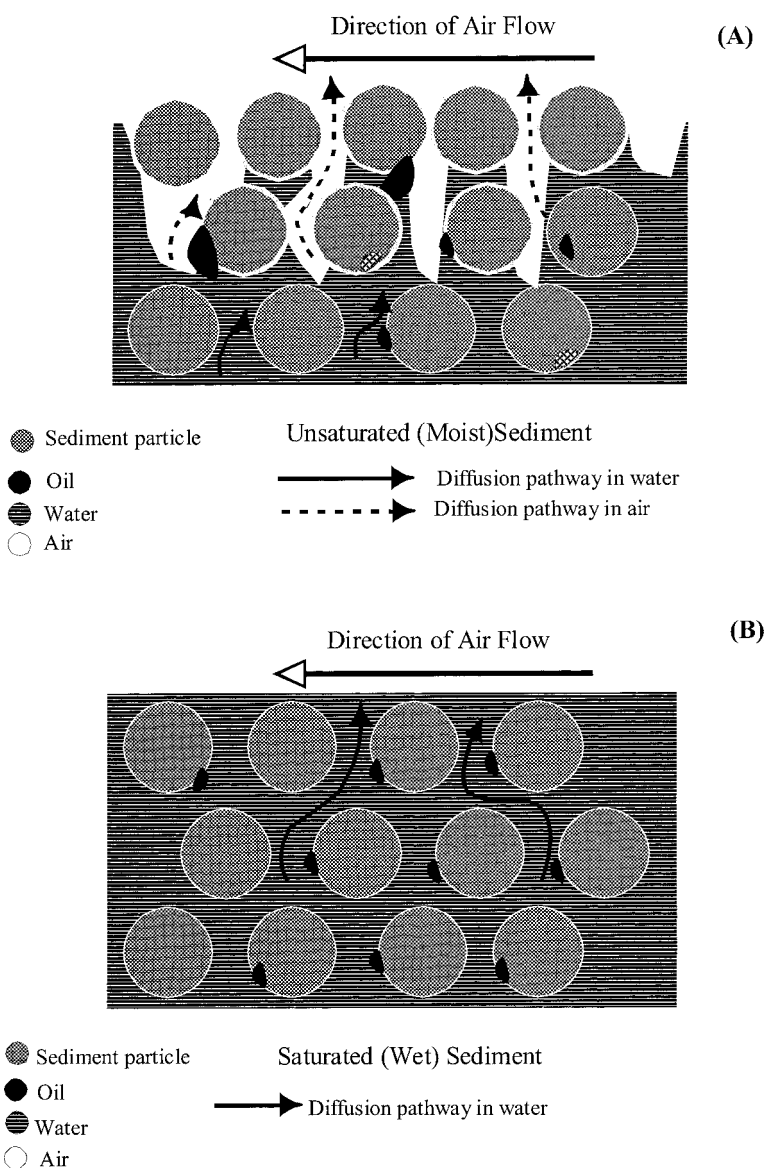 Direction of Air Flow
(A)
Sediment particle
Oil
Water
Air
Unsaturated (Moist)Sediment
Diffusion pathway in water
Diffusion pathway in air
(B)
Direction of Air Flow
Sediment particle
Oil
Water
Air
Saturated (Wet) Sediment
Diffusion pathway in water